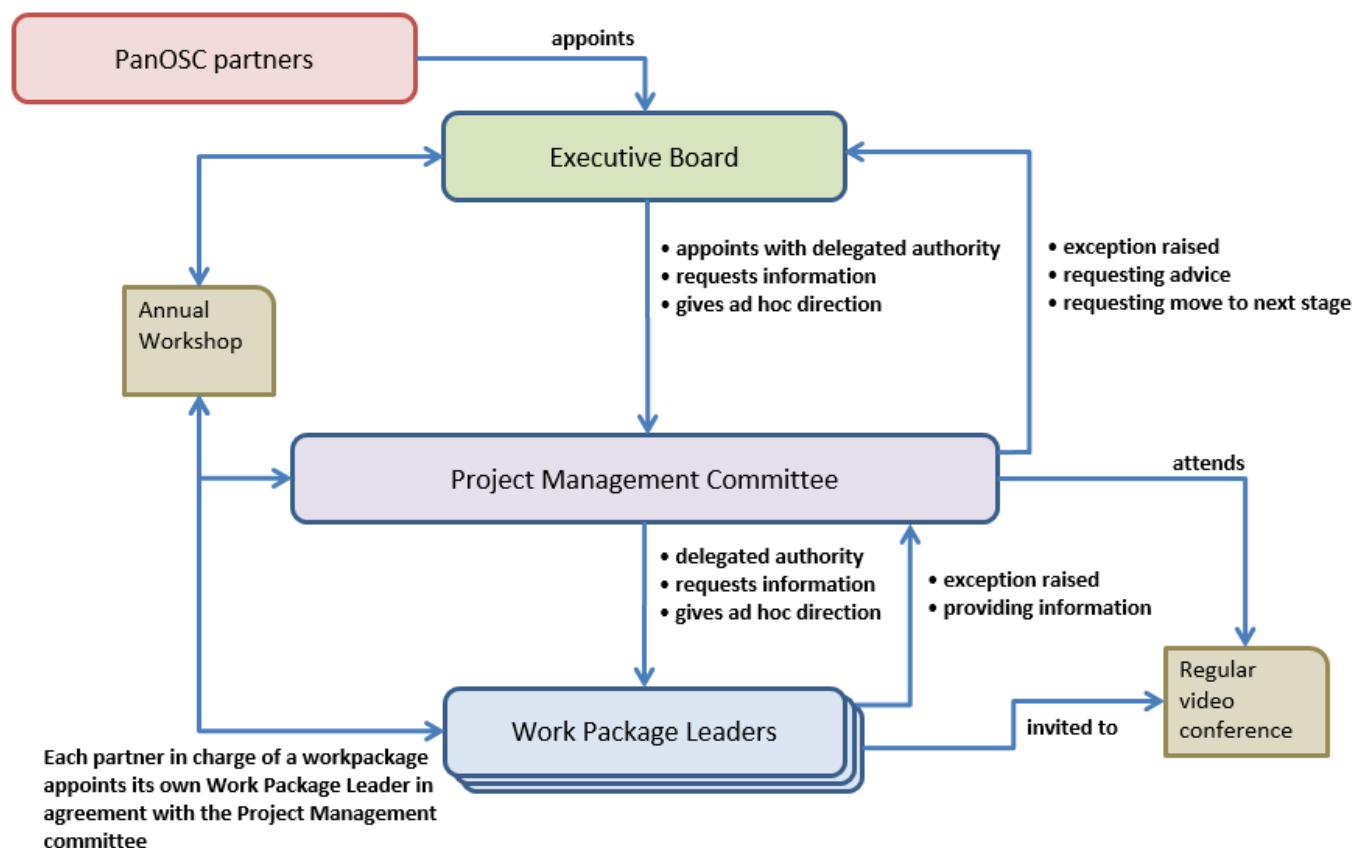 PanOSC partners
appoints
Executive Board
• appoints with delegated authority
• requests information
• gives ad hoc direction
• exception raised
• requesting advice
• requesting move to next stage
Annual
Workshop
Project Management Committee
attends
• delegated authority
• requests information
• gives ad hoc direction
• exception raised
• providing information
Regular
video
conference
Work Package Leaders
invited to
Each partner in charge of a workpackage
appoints its own Work Package Leader in
agreement with the Project Management
committee